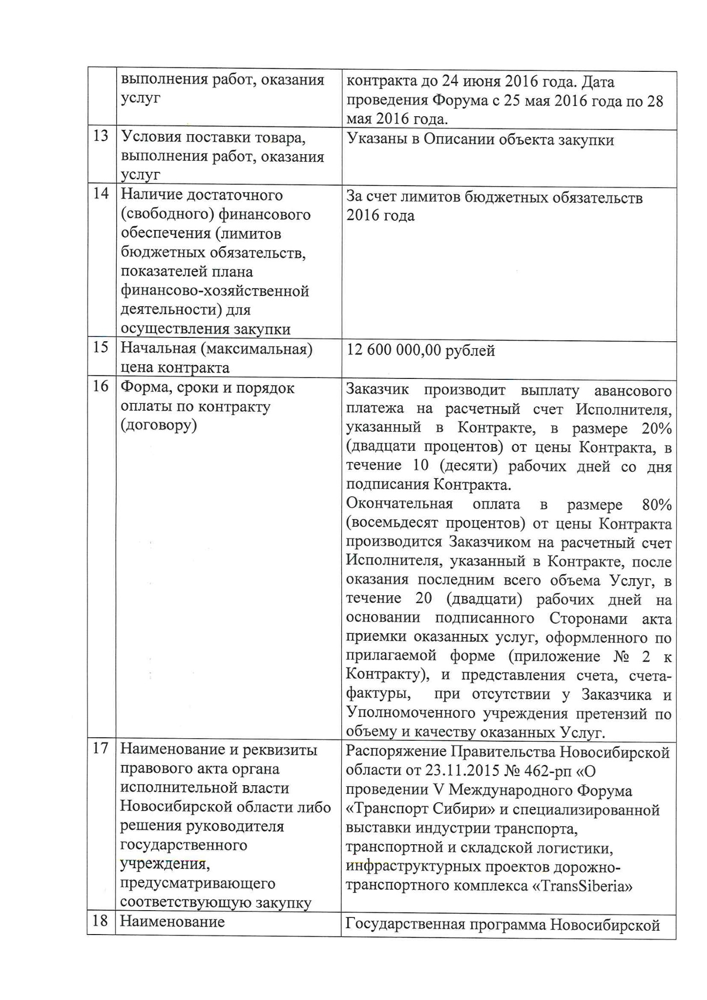 выполнения работ, оказания
услуг
контракта до 24 июня 2016 года. Дата
проведения Форума с 25 мая 2016 года по 28
мая 2016 года.
13
Условия поставки товара,
выполнения работ, оказания
услуг
Указаны в Описании объекта закупки
14
Наличие достаточного
(свободного) финансового
обеспечения (лимитов
бюджетных обязательств,
показателей плана
финансово-хозяйственной
деятельности) для
осуществления закупки
За счет лимитов бюджетных обязательств
2016 года
15
Начальная (максимальная)
цена контракта
12 600 000,00 рублей
16
Форма, сроки и порядок
оплаты по контракту
(договору)
Заказчик производит выплату авансового
платежа на расчетный счет Исполнителя,
указанный в Контракте, в размере 20%
(двадцати процентов) от цены Контракта, в
течение 10 (десяти) рабочих дней со дня
подписания Контракта.
Окончательная оплата в размере 80%
(восемьдесят процентов) от цены Контракта
производится Заказчиком на расчетный счет
Исполнителя, указанный в Контракте, после
оказания последним всего объема Услуг, в
течение 20 (двадцати) рабочих дней на
основании подписанного Сторонами акта
приемки оказанных услуг, оформленного по
прилагаемой форме (приложение № 2 к
Контракту), и представления счета, счета-
фактуры, при отсутствии у Заказчика и
Уполномоченного учреждения претензий по
объему и качеству оказанных Услуг.
17
Наименование и реквизиты
правового акта органа
исполнительной власти
Новосибирской области либо
решения руководителя
государственного
учреждения,
предусматривающего
соответствующую закупку
Распоряжение Правительства Новосибирской
области от 23.11.2015 № 462-рп «О
проведении V Международного Форума
«Транспорт Сибири» и специализированной
выставки индустрии транспорта,
транспортной и складской логистики,
инфраструктурных проектов дорожно-
транспортного комплекса «TransSiberia»
18
Наименование
Государственная программа Новосибирской